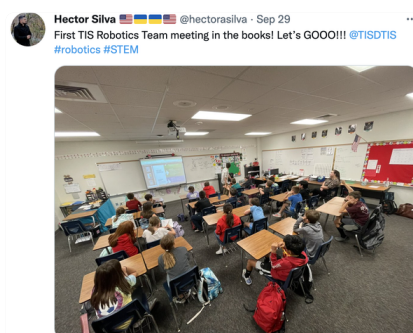 Hector Silva 🇺🇸🇺🇦🇺🇦🇺🇸 @hectorasilva · Sep 29
First TIS Robotics Team meeting in the books! Let's GOOO!!! @TISDTIS
#robotics #STEM